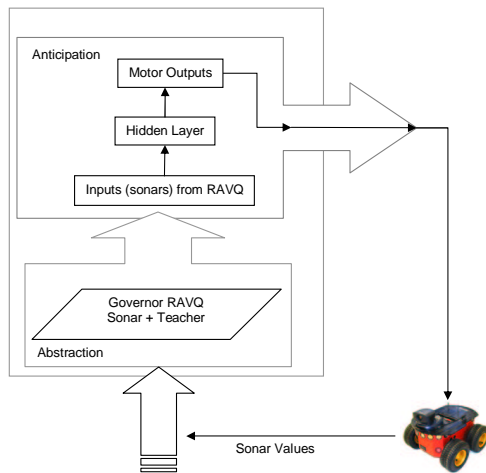 Anticipation
Motor Outputs
Hidden Layer
Inputs (sonars) from RAVQ
Governor RAVQ
Sonar + Teacher
Abstraction
Sonar Values